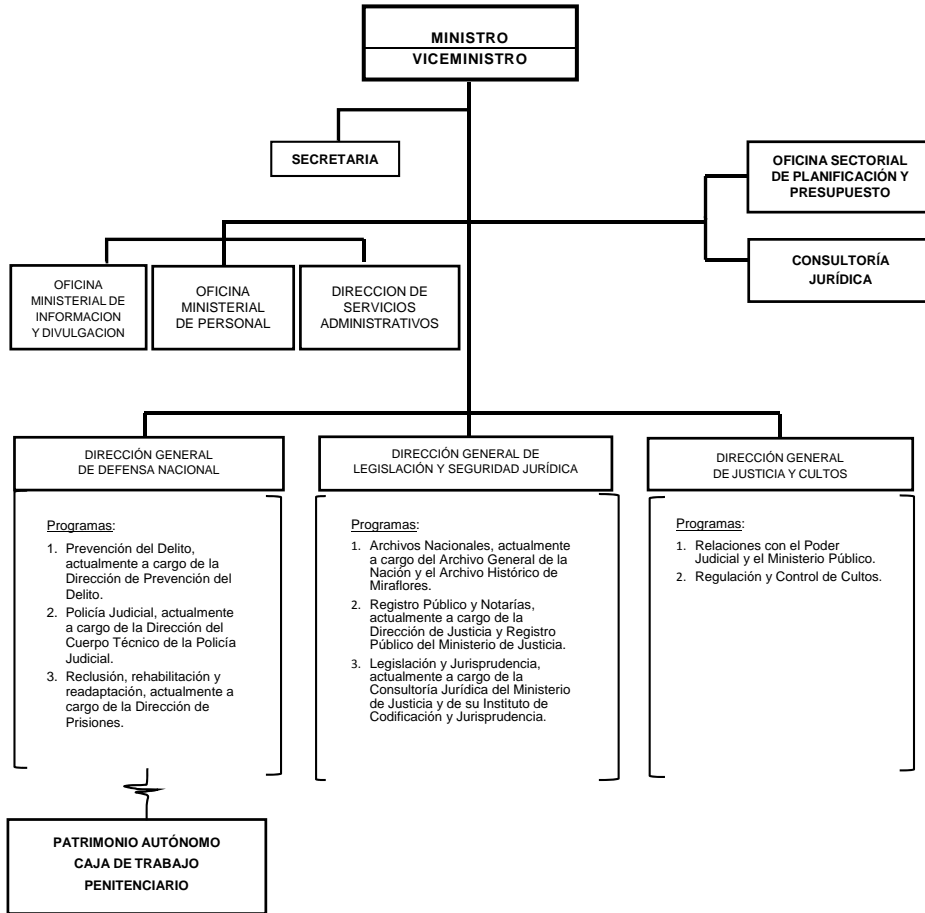 MINISTRO
VICEMINISTRO
SECRETARIA
OFICINA SECTORIAL
DE PLANIFICACIÓN Y
PRESUPUESTO
CONSULTORÍA
JURÍDICA
OFICINA
MINISTERIAL DE
INFORMACION
Y DIVULGACION
OFICINA
MINISTERIAL
DE PERSONAL
DIRECCION DE
SERVICIOS
ADMINISTRATIVOS
DIRECCIÓN GENERAL
DE DEFENSA NACIONAL
Programas:
1. Prevención del Delito,
actualmente a cargo de la
Dirección de Prevención del
Delito.
2. Policía Judicial, actualmente
a cargo de la Dirección del
Cuerpo Técnico de la Policía
Judicial.
3. Reclusión, rehabilitación y
readaptación, actualmente a
cargo de la Dirección de
Prisiones.
DIRECCIÓN GENERAL DE
LEGISLACIÓN Y SEGURIDAD JURÍDICA
Programas:
1. Archivos Nacionales, actualmente
a cargo del Archivo General de la
Nación y el Archivo Histórico de
Miraflores.
2. Registro Público y Notarías,
actualmente a cargo de la
Dirección de Justicia y Registro
Público del Ministerio de Justicia.
3. Legislación y Jurisprudencia,
actualmente a cargo de la
Consultoría Jurídica del Ministerio
de Justicia y de su Instituto de
Codificación y Jurisprudencia.
DIRECCIÓN GENERAL
DE JUSTICIA Y CULTOS
Programas:
1. Relaciones con el Poder
Judicial y el Ministerio Público.
2. Regulación y Control de Cultos.
PATRIMONIO AUTÓNOMO
CAJA DE TRABAJO
PENITENCIARIO